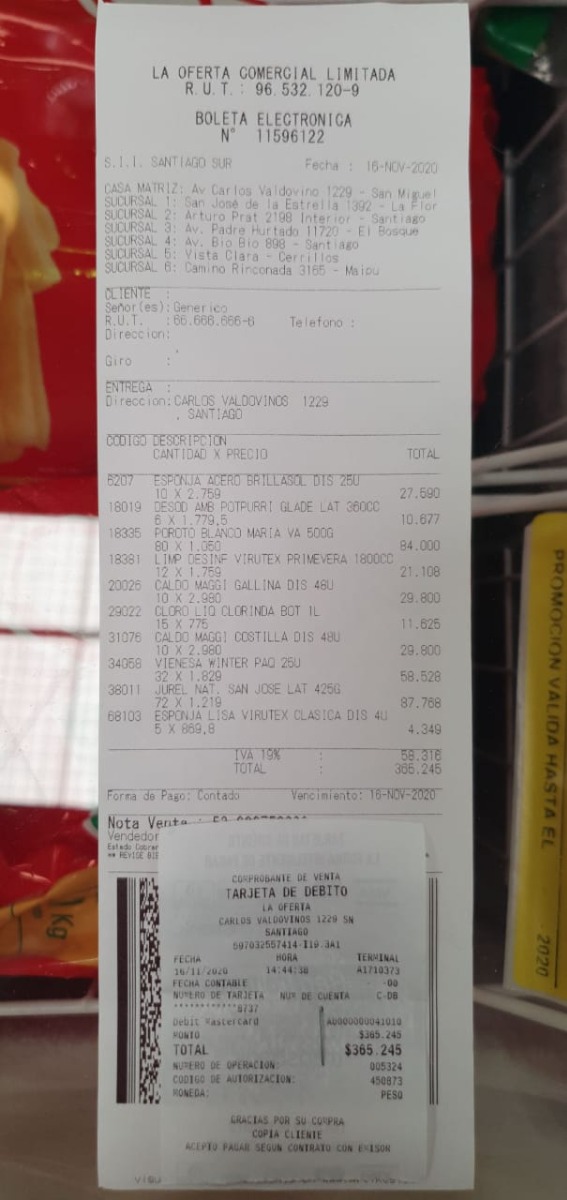 LA OFERTA COMERCIAL LIMITADA
R.U.T.: 96.532.120-9
BOLETA ELECTRONICA
N° 11596122
S.I.I. SANTIAGO SUR Fecha : 16-NOV-2020
CASA MATRIZ: Av Carlos Valdovino 1229 - San Miguel
SUCURSAL 1: San José de la Estrella 1392 - La Flor
SUCURSAL 2: Arturo Prat 2198 Interior - Santiago
SUCURSAL 3: Av. Padre Hurtado 11720 - El Bosque
SUCURSAL 4: Av. Bio Bio 898 - Santiago
SUCURSAL 5: Vista Clara - Cerrillos
SUCURSAL 6: Camino Rinconada 3165 - Maipu
CLIENTE :
Señor(es): Generico
R.U.T. :66.666.666-6 Telefono :
Direccion:
Giro :
ENTREGA :
Direccion: CARLOS VALDOVINOS 1229
, SANTIAGO
CODIGO DESCRIPCION
CANTIDAD X PRECIO TOTAL
6207 ESPONJA ACERO BRILLASOL DIS 25U
10 X 2.759 27.590
18019 DESOD AMB POTPURRI GLADE LAT 360CC
6 X 1.779,5 10.677
18335 POROTO BLANCO MARIA VA 500G
80 X 1.050 84.000
18381 LIMP DESINF VIRUTEX PRIMEVERA 1800CC
12 X 1.759 21.108
20026 CALDO MAGGI GALLINA DIS 48U
10 X 2.980 29.800
29022 CLORO LIQ CLORINDA BOT 1L
15 X 775 11.625
31076 CALDO MAGGI COSTILLA DIS 48U
10 X 2.980 29.800
34058 VIENESA WINTER PAQ 25U
32 X 1.829 58.528
38011 JUREL NAT. SAN JOSE LAT 425G
72 X 1.219 87.768
68103 ESPONJA LISA VIRUTEX CLASICA DIS 4U
5 X 869,8 4.349
IVA 19% : 58.316
TOTAL : 365.245
Forma de Pago: Contado Vencimiento: 16-NOV-2020
Nota Venta :
Vendedor
Estado Cobran
** REVISE
COMPROBANTE DE VENTA
TARJETA DE DEBITO
LA OFERTA
CARLOS VALDOVINOS 1229 SN
SANTIAGO
597032557414-I19.3A1
FECHA HORA TERMINAL
16/11/2020 14:44:38 A1710373
FECHA CONTABLE - -00
NUMERO DE TARJETA NUM DE CUENTA C-DB
************8737
Debit Mastercard A0000000041010
MONTO $365.245
TOTAL $365.245
NUMERO DE OPERACION: 005324
CODIGO DE AUTORIZACION: 450873
MONEDA: PESO
GRACIAS POR SU COMPRA
COPIA CLIENTE
ACEPTO PAGAR SEGUN CONTRATO CON EMISOR
PROMOCION VALIDA HASTA EL
2020
Kg